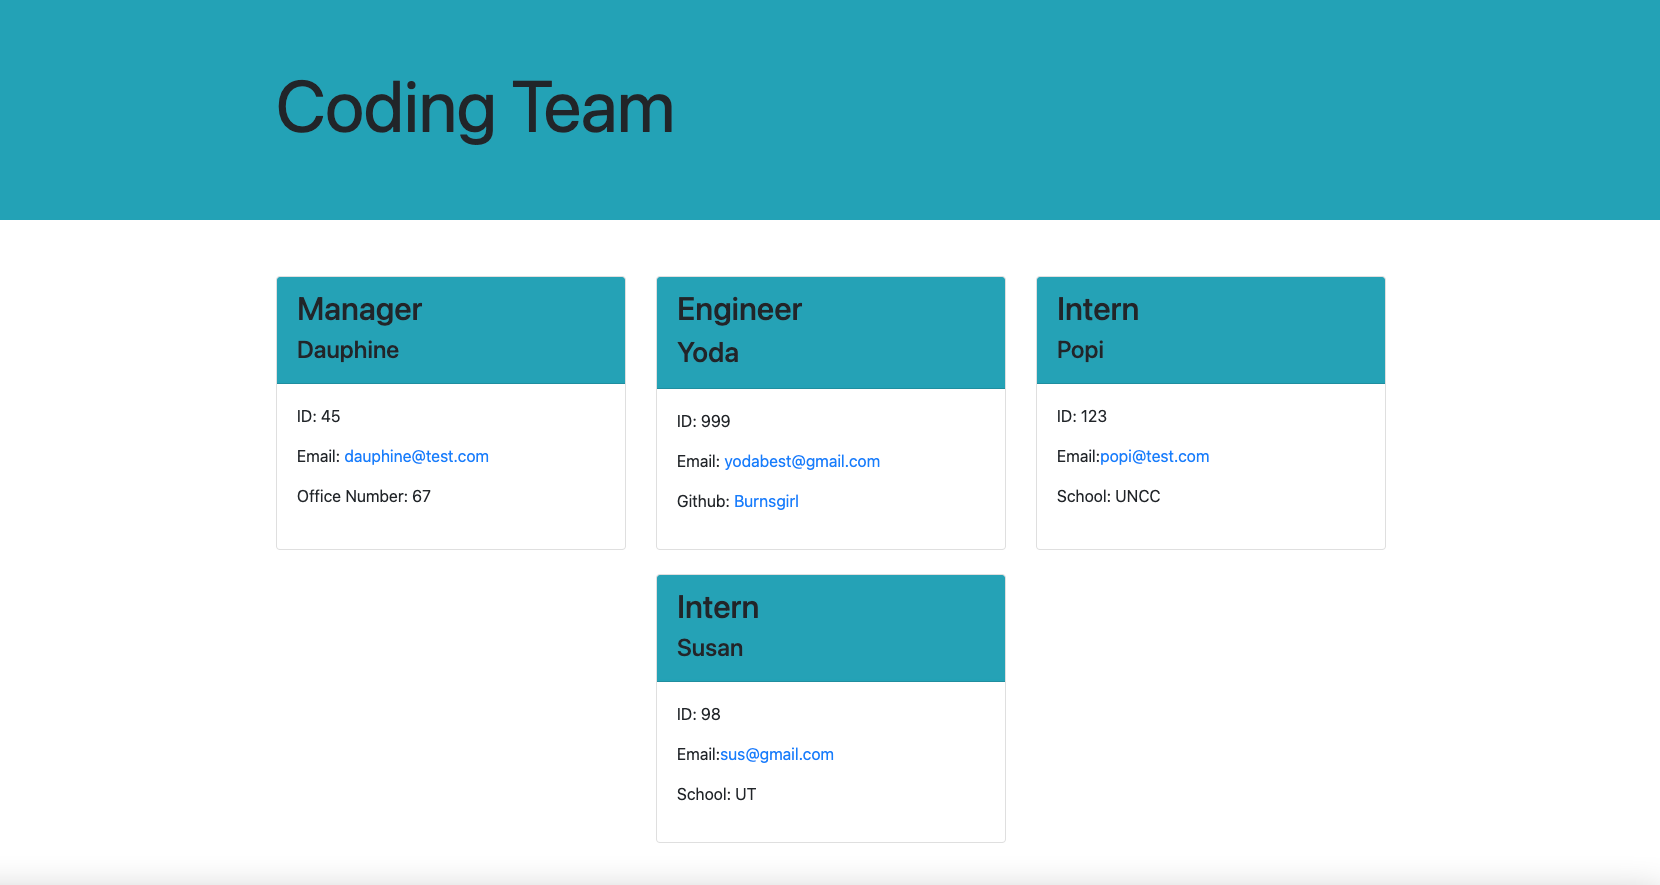 Coding Team
Manager
Dauphine
ID: 45
Email: dauphine@test.com
Office Number: 67
Engineer
Yoda
ID: 999
Email: yodabest@gmail.com
Github: Burnsgirl
Intern
Popi
ID: 123
Email:popi@test.com
School: UNCC
Intern
Susan
ID: 98
Email:sus@gmail.com
School: UT